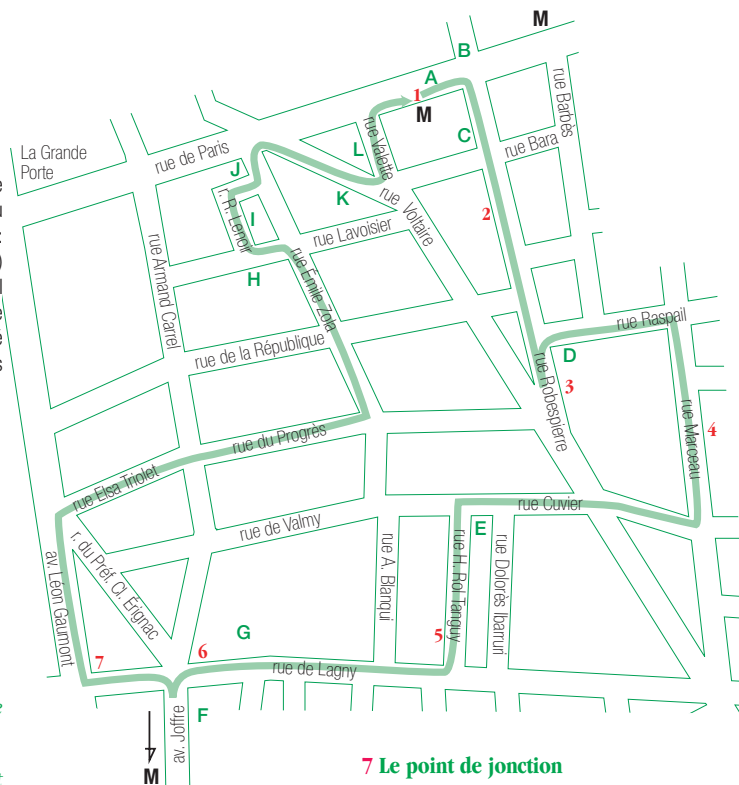 M
B
A
1
M
rue Barbès
C
rue Bara
L
rue Valette
La Grande
Porte
rue de Paris
J
K
I
r. R. Lenoir
rue Voltaire
2
rue Lavoisier
rue Armand Carrel
H
rue Émile Zola
rue de la République
rue Raspail
D
3
rue Robespierre
rue Marceau
4
rue du Progrès
rue Elsa Triolet
rue Cuvier
rue de Valmy
E
r. du Préf. Cl. Érignac
av. Léon Gaumont
rue A. Blanqui
rue H. Rol Tanguy
rue Dolorès Ibarruri
5
G
6
7
rue de Lagny
F
av. Joffre
M
7 Le point de jonction